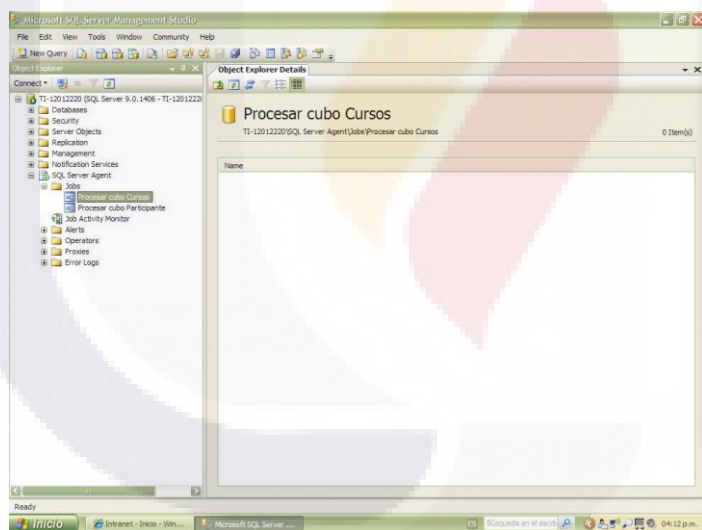 Microsoft SQL Server Management Studio
File Edit View Tools Window Community Help
New Query
Object Explorer
Connect
TI-12012220 (SQL Server 9.0.1406 - TI-1201222
Databases
Security
Server Objects
Replication
Management
Notification Services
SQL Server Agent
Jobs
Procesar cubo Cursos
Procesar cubo Participante
Job Activity Monitor
Alerts
Operators
Proxies
Error Logs
Object Explorer Details
Procesar cubo Cursos
TI-12012220\SQL Server Agent\Jobs\Procesar cubo Cursos
0 Item(s)
Name
Ready
Inicio
Intranet - Inicio - Win...
Microsoft SQL Server ...
ES
Búsqueda en el escrit
04:12 p.m.